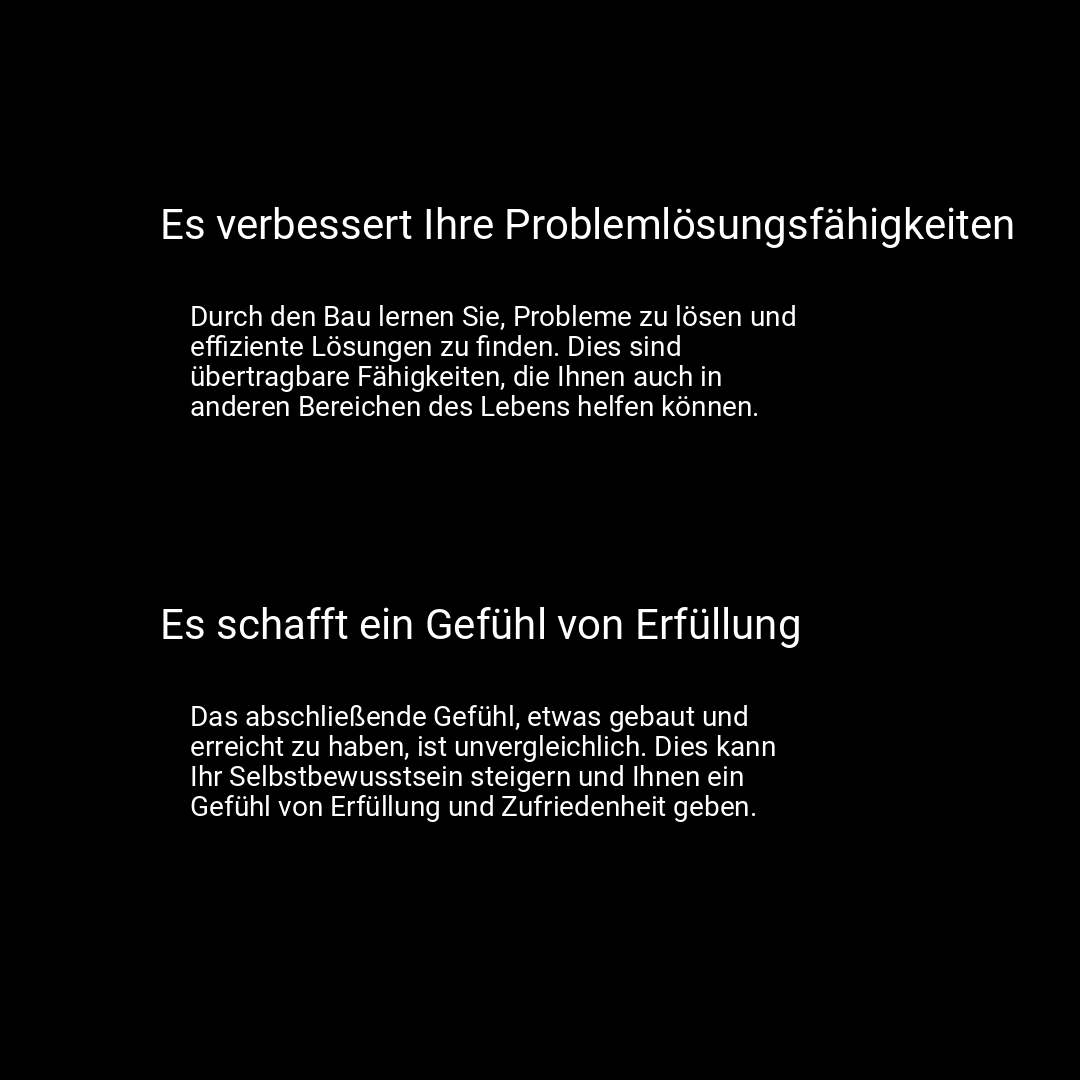 Es verbessert Ihre Problemlösungsfähigkeiten
Durch den Bau lernen Sie, Probleme zu lösen und
effiziente Lösungen zu finden. Dies sind
übertragbare Fähigkeiten, die Ihnen auch in
anderen Bereichen des Lebens helfen können.
Es schafft ein Gefühl von Erfüllung
Das abschließende Gefühl, etwas gebaut und
erreicht zu haben, ist unvergleichlich. Dies kann
Ihr Selbstbewusstsein steigern und Ihnen ein
Gefühl von Erfüllung und Zufriedenheit geben.